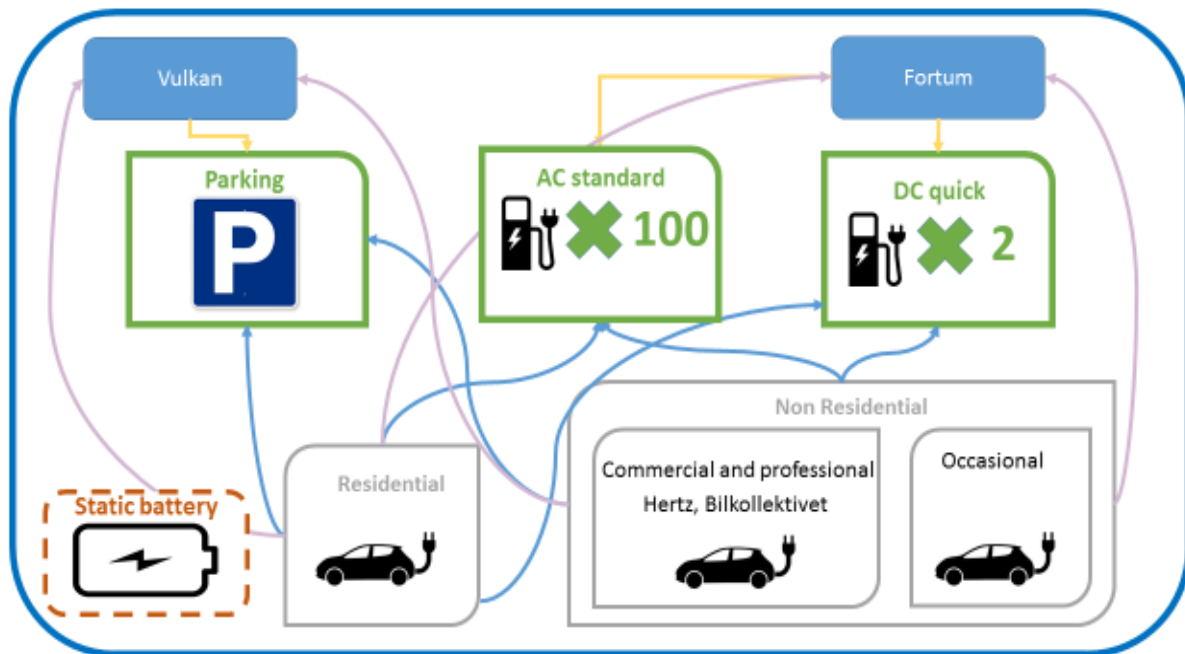 Vulkan
Fortum
Parking
P
AC standard
100
DC quick
2
Non Residential
Residential
Commercial and professional
Hertz, Bilkollektivet
Occasional
Static battery